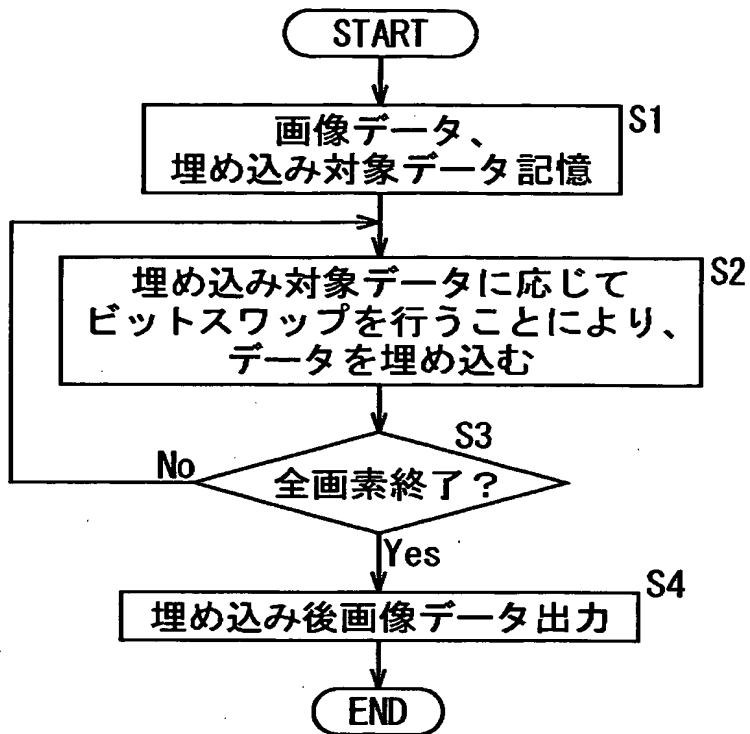 START
S1
画像データ、
埋め込み対象データ記憶
S2
埋め込み対象データに応じて
ビットスワップを行うことにより、
データを埋め込む
S3
全画素終了？
No
Yes
S4
埋め込み後画像データ出力
END